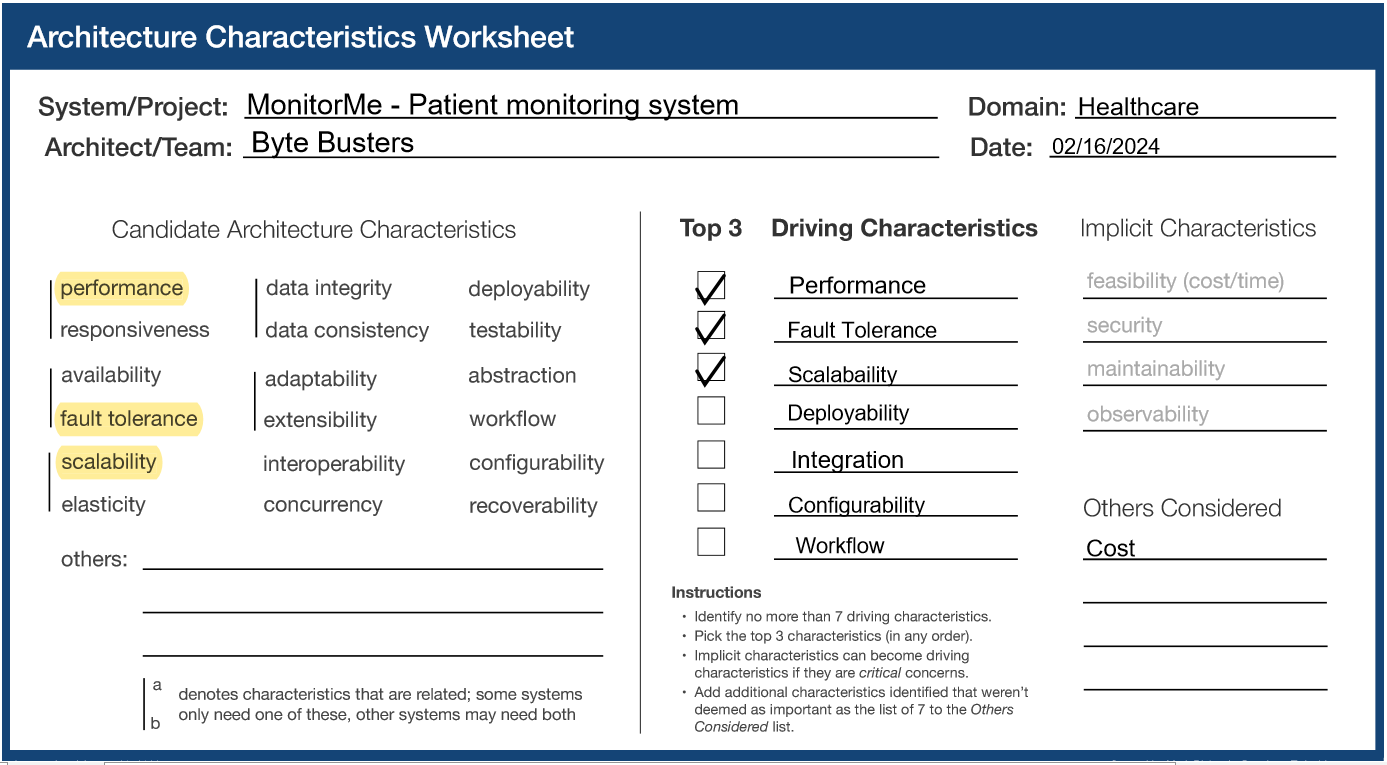 Architecture Characteristics Worksheet
System/Project: MonitorMe - Patient monitoring system
Domain: Healthcare
Architect/Team: Byte Busters
Date: 02/16/2024
Candidate Architecture Characteristics
performance
responsiveness
availability
fault tolerance
scalability
elasticity
data integrity
data consistency
adaptability
extensibility
interoperability
concurrency
deployability
testability
abstraction
workflow
configurability
recoverability
others:
a
b
denotes characteristics that are related; some systems
only need one of these, other systems may need both
Top 3 Driving Characteristics
Performance
Fault Tolerance
Scalabaility
Deployability
Integration
Configurability
Workflow
Instructions
• Identify no more than 7 driving characteristics.
• Pick the top 3 characteristics (in any order).
• Implicit characteristics can become driving
characteristics if they are critical concerns.
• Add additional characteristics identified that weren't
deemed as important as the list of 7 to the Others
Considered list.
Implicit Characteristics
feasibility (cost/time)
security
maintainability
observability
Others Considered
Cost